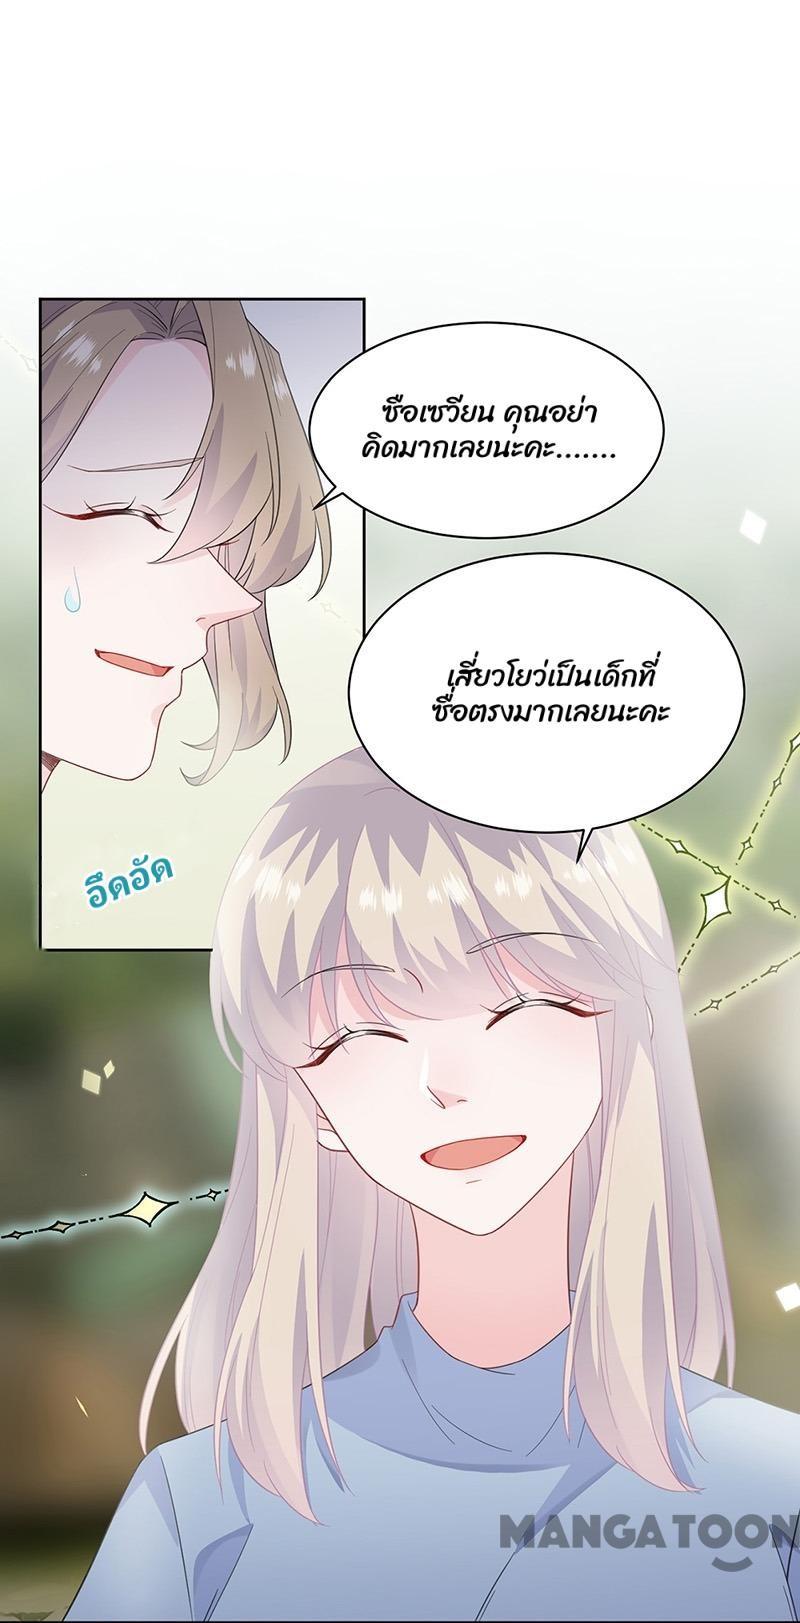 ซือเซวียน คุณอย่า
คิดมากเลยนะคะ.......
เสี่ยวโยว่เป็นเด็กที่
ซื่อตรงมากเลยนะคะ
อึดอัด
MANGATOON